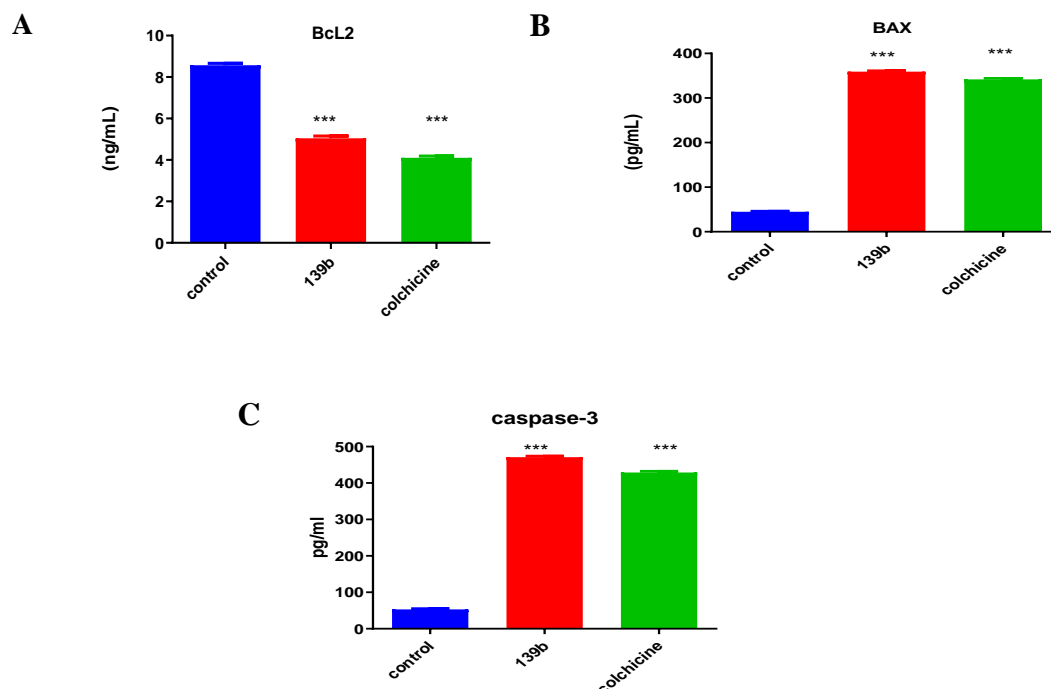 A
BcL2
(ng/mL)
10
8
6
4
2
0
***
***
control
139b
colchicine
B
BAX
(pg/mL)
400
300
200
100
0
***
***
control
139b
colchicine
C
caspase-3
pg/ml
500
400
300
200
100
0
***
***
control
139b
colchicine